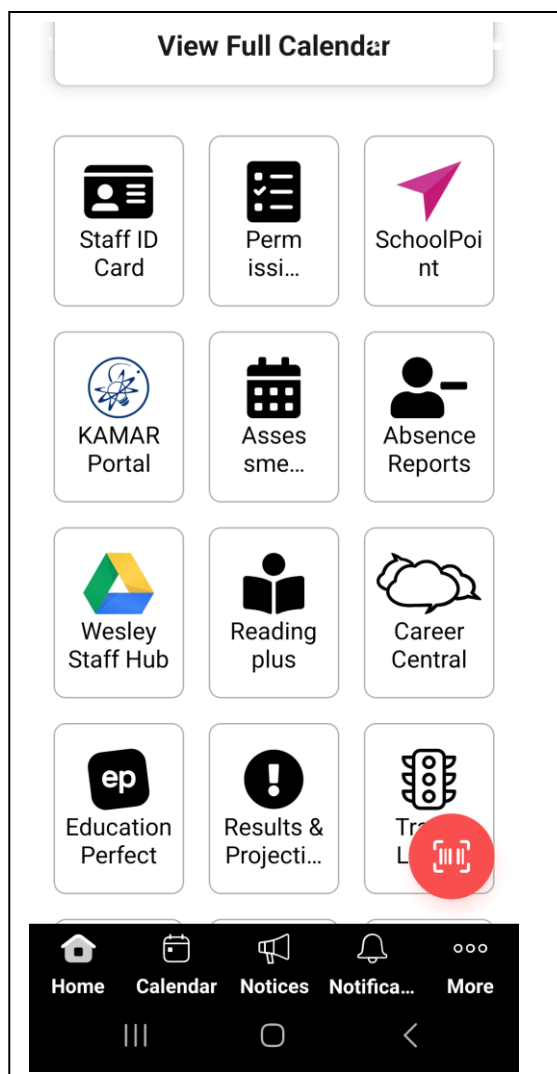 View Full Calendar
Staff ID
Card
Perm
issi...
SchoolPoi
nt
KAMAR
Portal
Asses
sme...
Absence
Reports
Wesley
Staff Hub
Reading
plus
Career
Central
ep
Education
Perfect
Results &
Projecti...
Home
Calendar
Notices
Notifica...
More